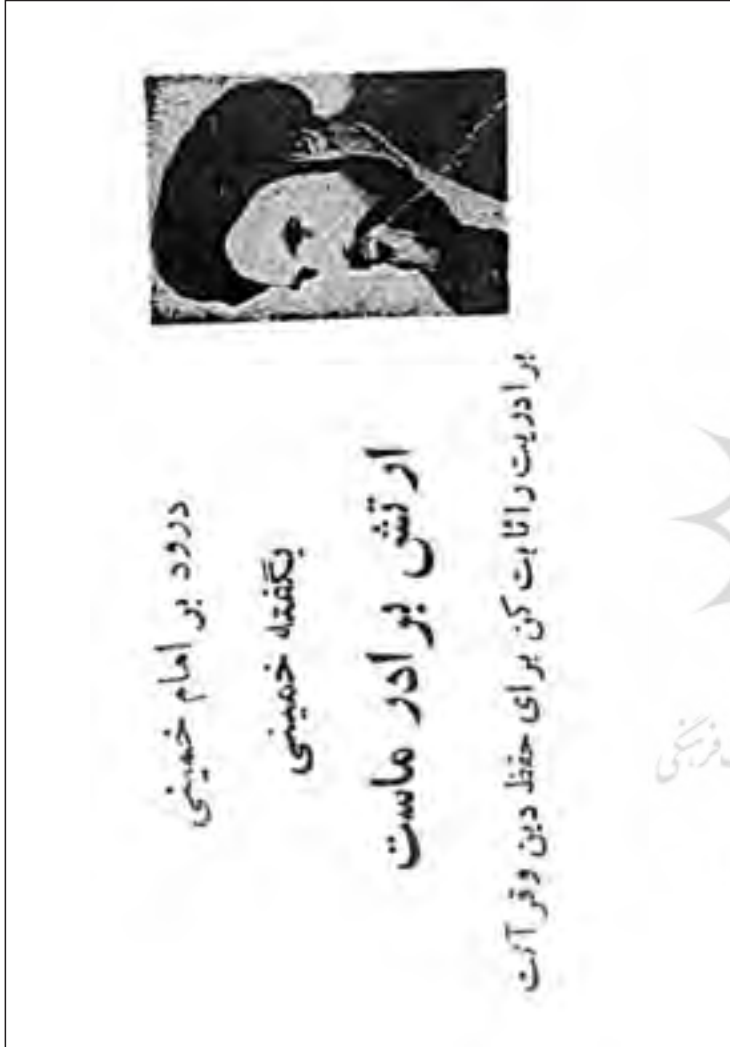 درود بر امام خمینی
بگفته خمینی
ارتش برادر ماست
برادریت را ثابت کن برای حفظ دین و قرآنت